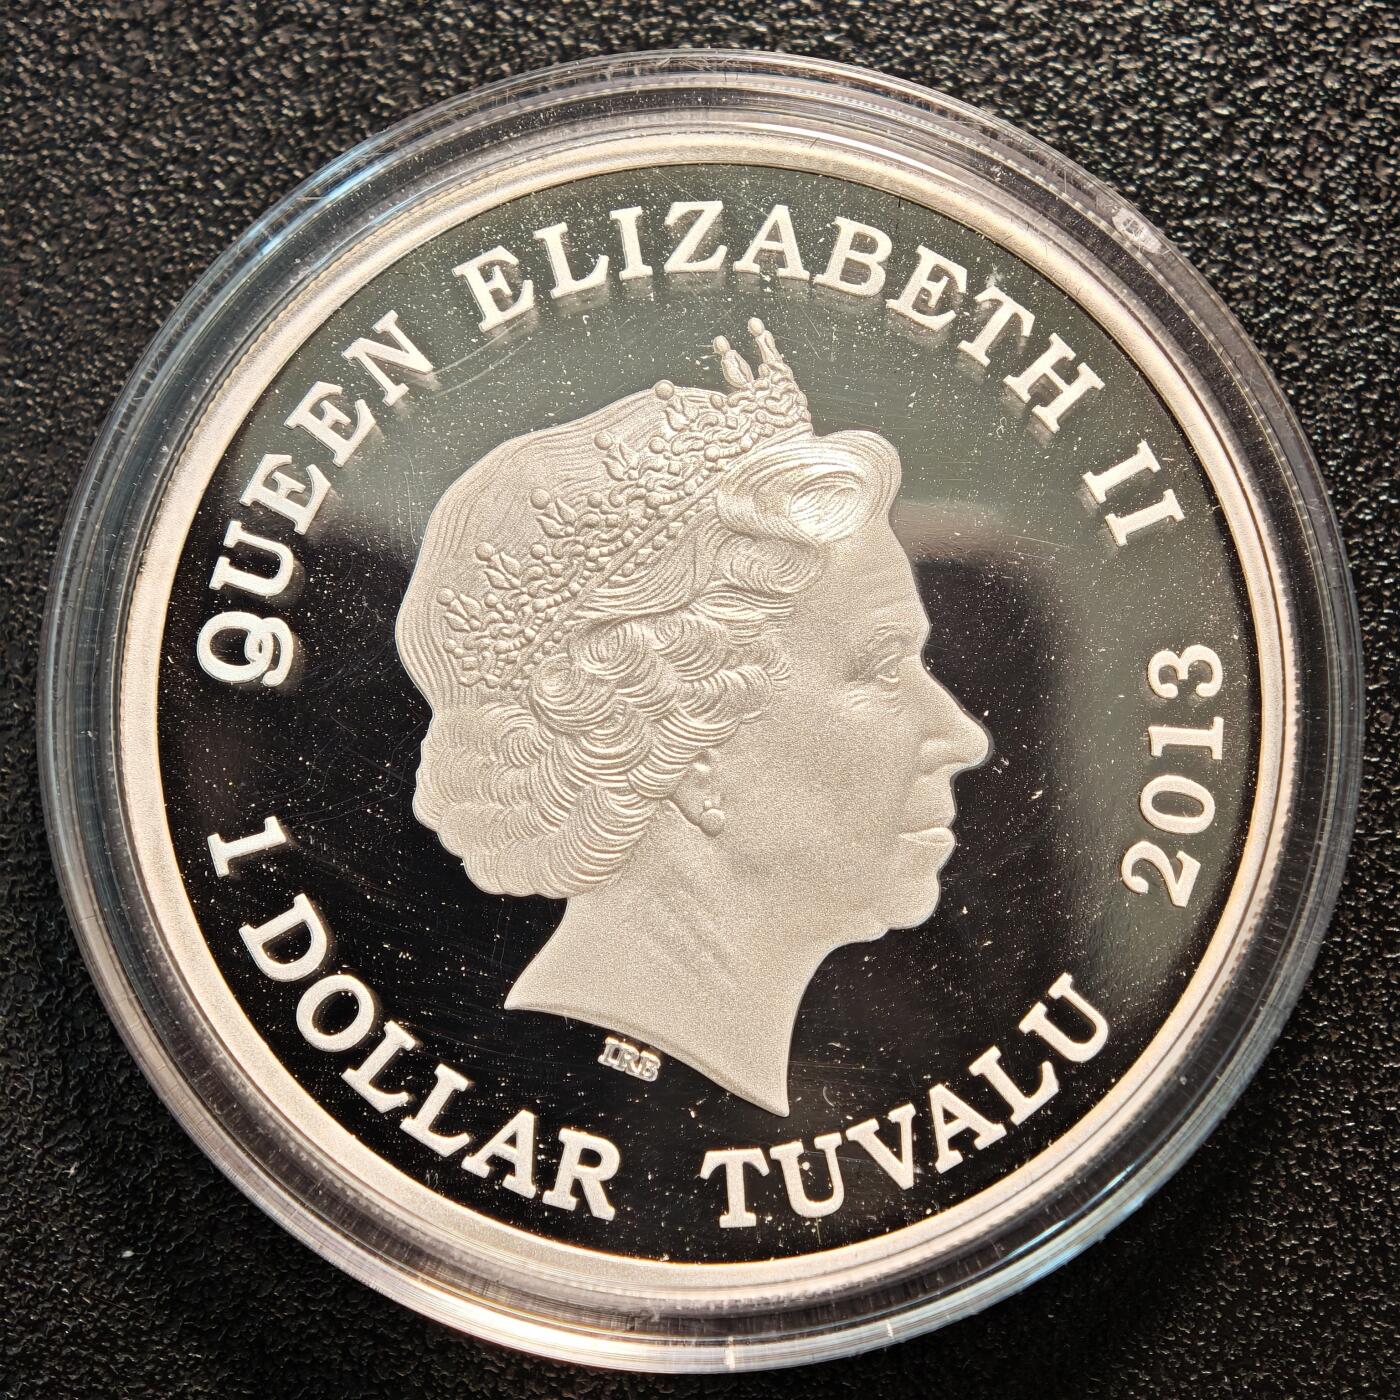 QUEEN ELIZABETH II 2013
1 DOLLAR TUVALU
IRB